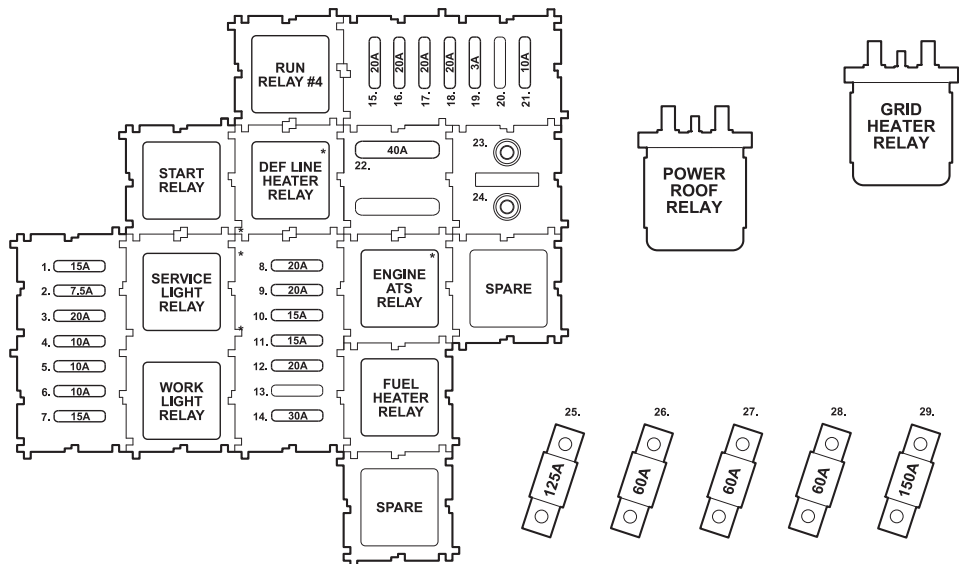 RUN
RELAY #4
20A
20A
20A
20A
3A
10A
15.
16.
17.
18.
19.
20.
21.
GRID
HEATER
RELAY
POWER
ROOF
RELAY
START
RELAY
*
DEF LINE
HEATER
RELAY
40A
22.
23.
24.
*
*
*
1. 15A
2. 7.5A
3. 20A
4. 10A
5. 10A
6. 10A
7. 15A
SERVICE
LIGHT
RELAY
WORK
LIGHT
RELAY
8. 20A
9. 20A
10. 15A
11. 15A
12. 20A
13.
14. 30A
*
ENGINE
ATS
RELAY
SPARE
FUEL
HEATER
RELAY
SPARE
25.
26.
27.
28.
29.
125A
60A
60A
60A
150A